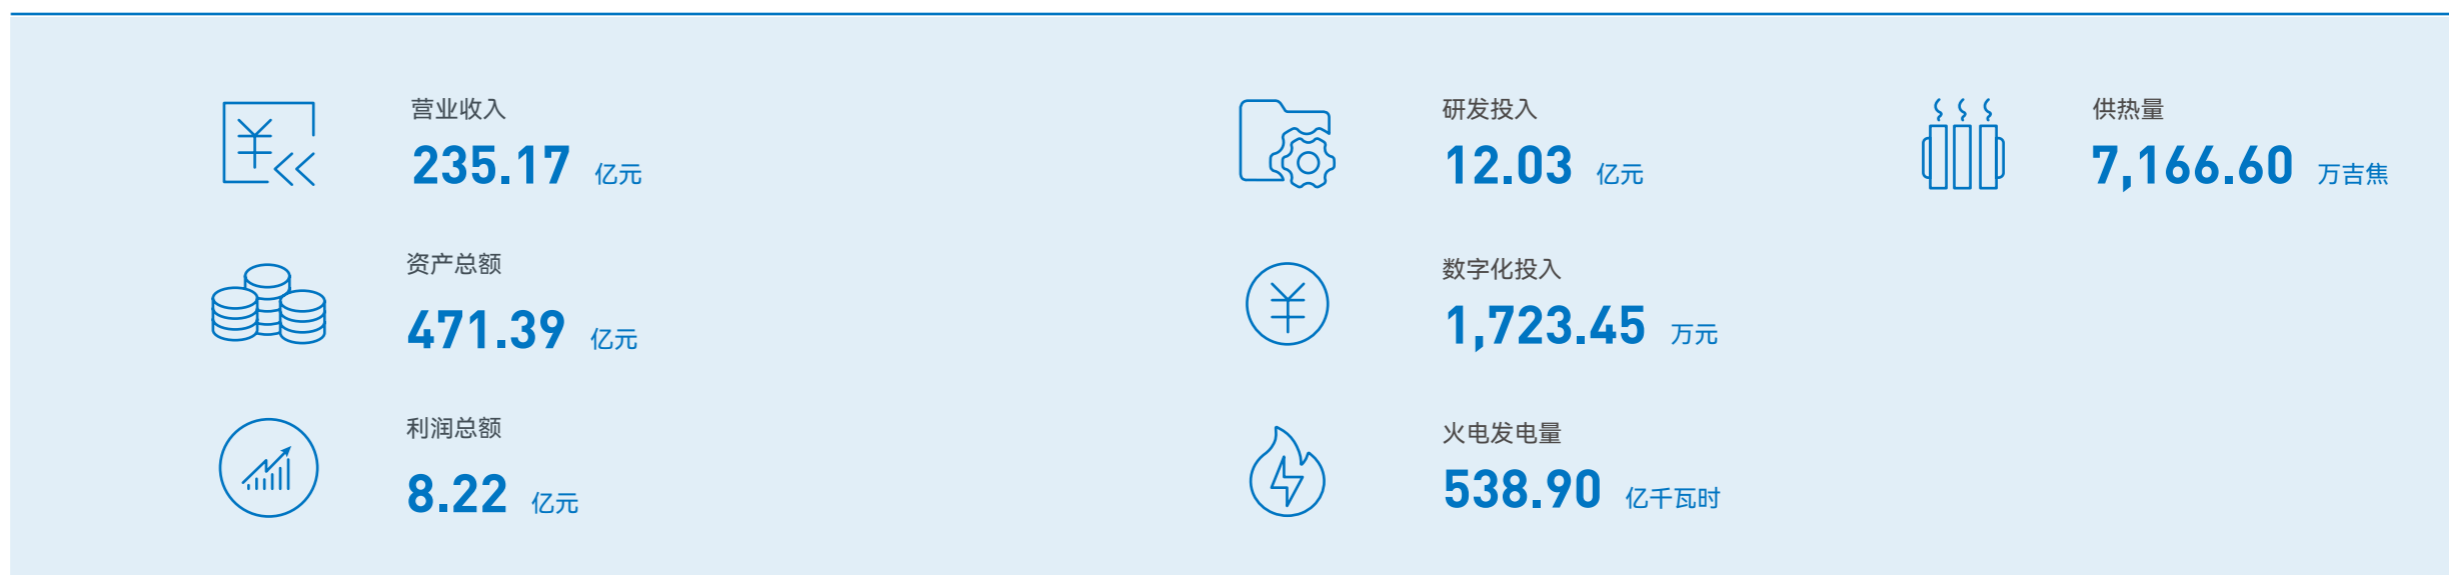 营业收入
235.17 亿元
资产总额
471.39 亿元
利润总额
8.22 亿元
研发投入
12.03 亿元
数字化投入
1,723.45 万元
火电发电量
538.90 亿千瓦时
供热量
7,166.60 万吉焦